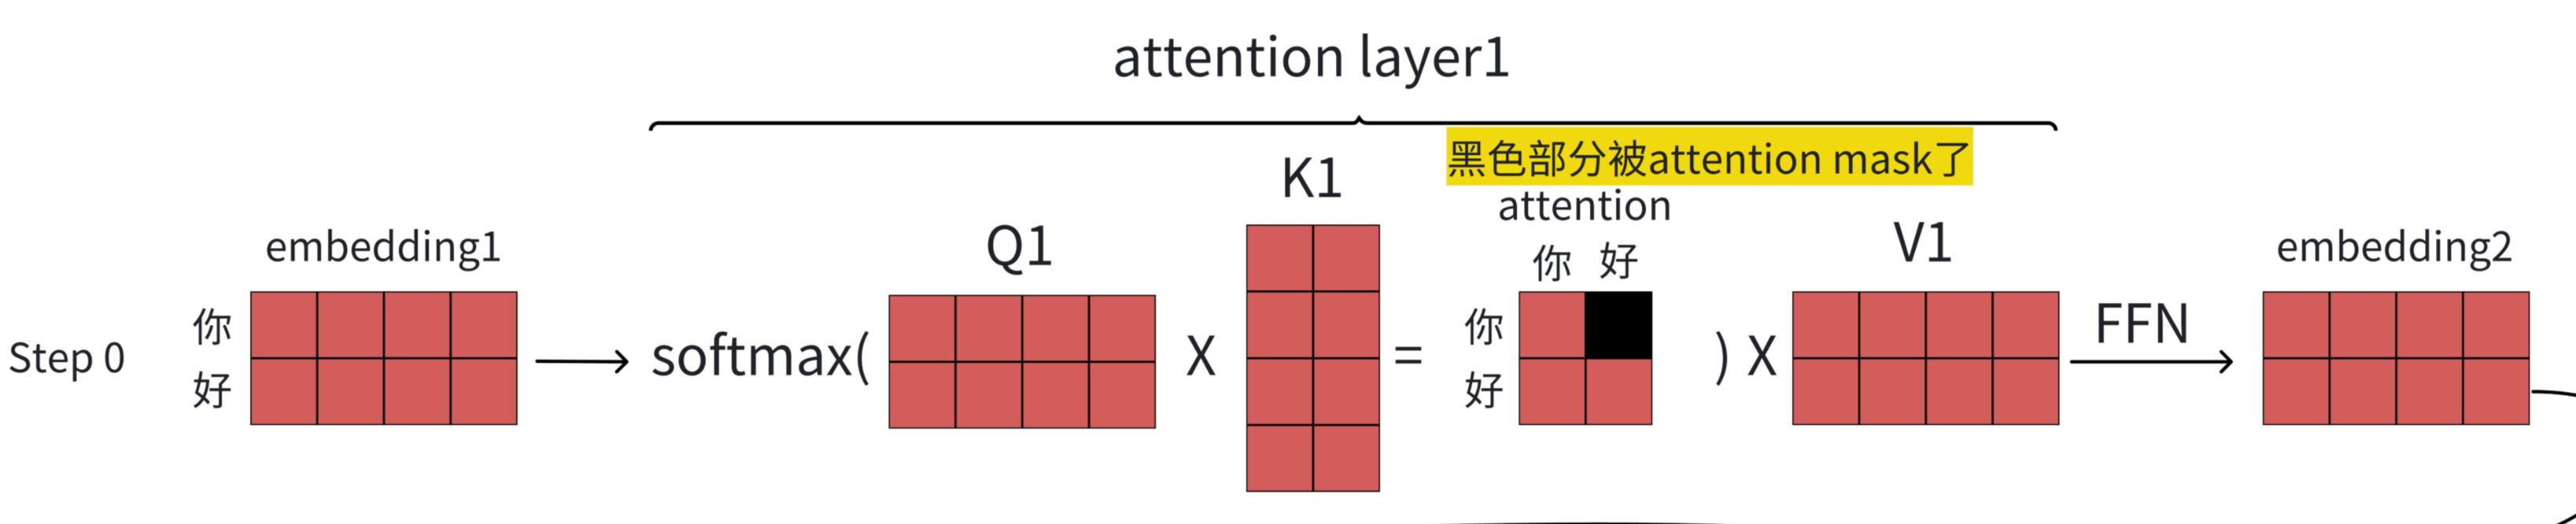 attention layer1
黑色部分被attention mask了
K1
attention
Q1
V1
embedding1
你 好
embedding2
你
你
FFN
Step 0
softmax(
X
=
) X
好
好